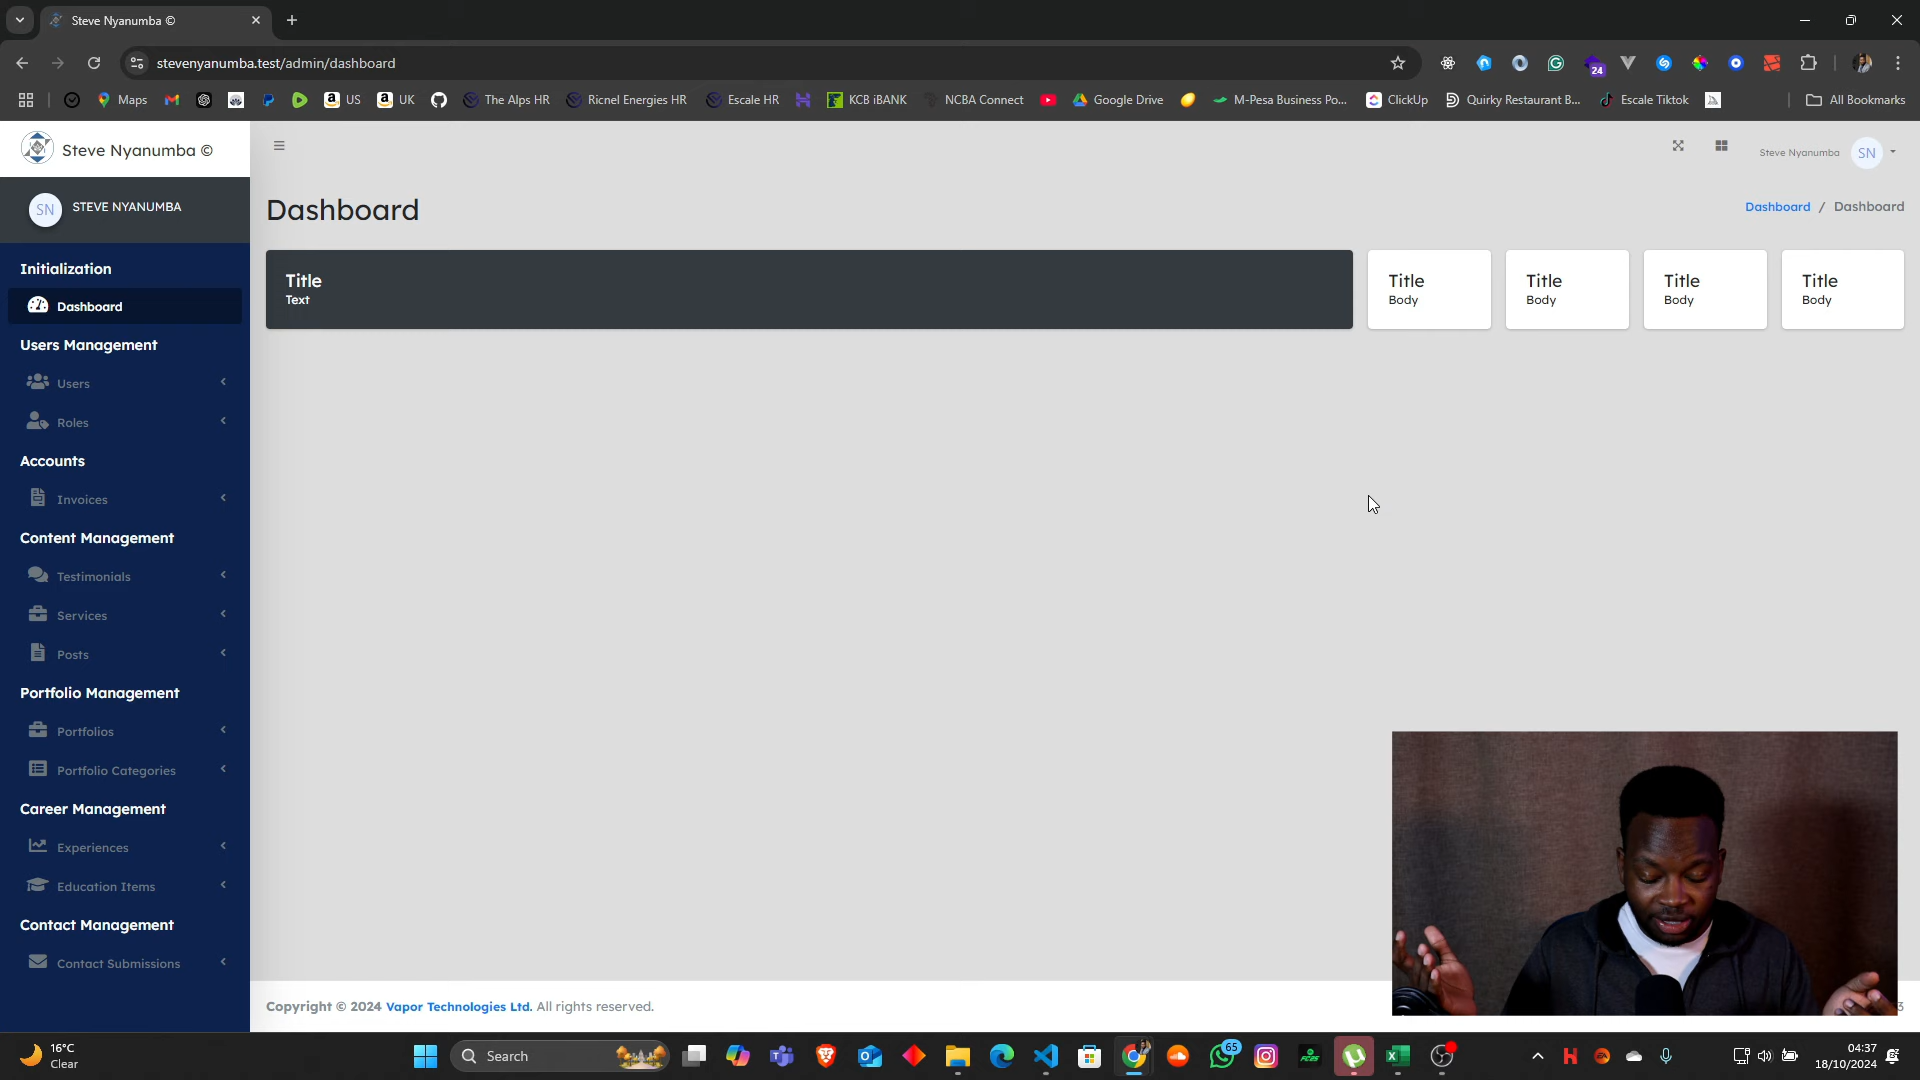 Steve Nyanumba ©
stevenyanumba.test/admin/dashboard
24
Maps
US
UK
The Alps HR
Ricnel Energies HR
Escale HR
KCB iBANK
NCBA Connect
Google Drive
M-Pesa Business Po...
ClickUp
Quirky Restaurant B...
Escale Tiktok
All Bookmarks
Steve Nyanumba ©
Steve Nyanumba
SN
SN
STEVE NYANUMBA
Dashboard
Dashboard / Dashboard
Initialization
Dashboard
Users Management
Users
Roles
Accounts
Invoices
Content Management
Testimonials
Services
Posts
Portfolio Management
Portfolios
Portfolio Categories
Career Management
Experiences
Education Items
Contact Management
Contact Submissions
Title
Text
Title
Body
Title
Body
Title
Body
Title
Body
Copyright © 2024 Vapor Technologies Ltd. All rights reserved.
3
16°C
Clear
Search
65
04:37
18/10/2024